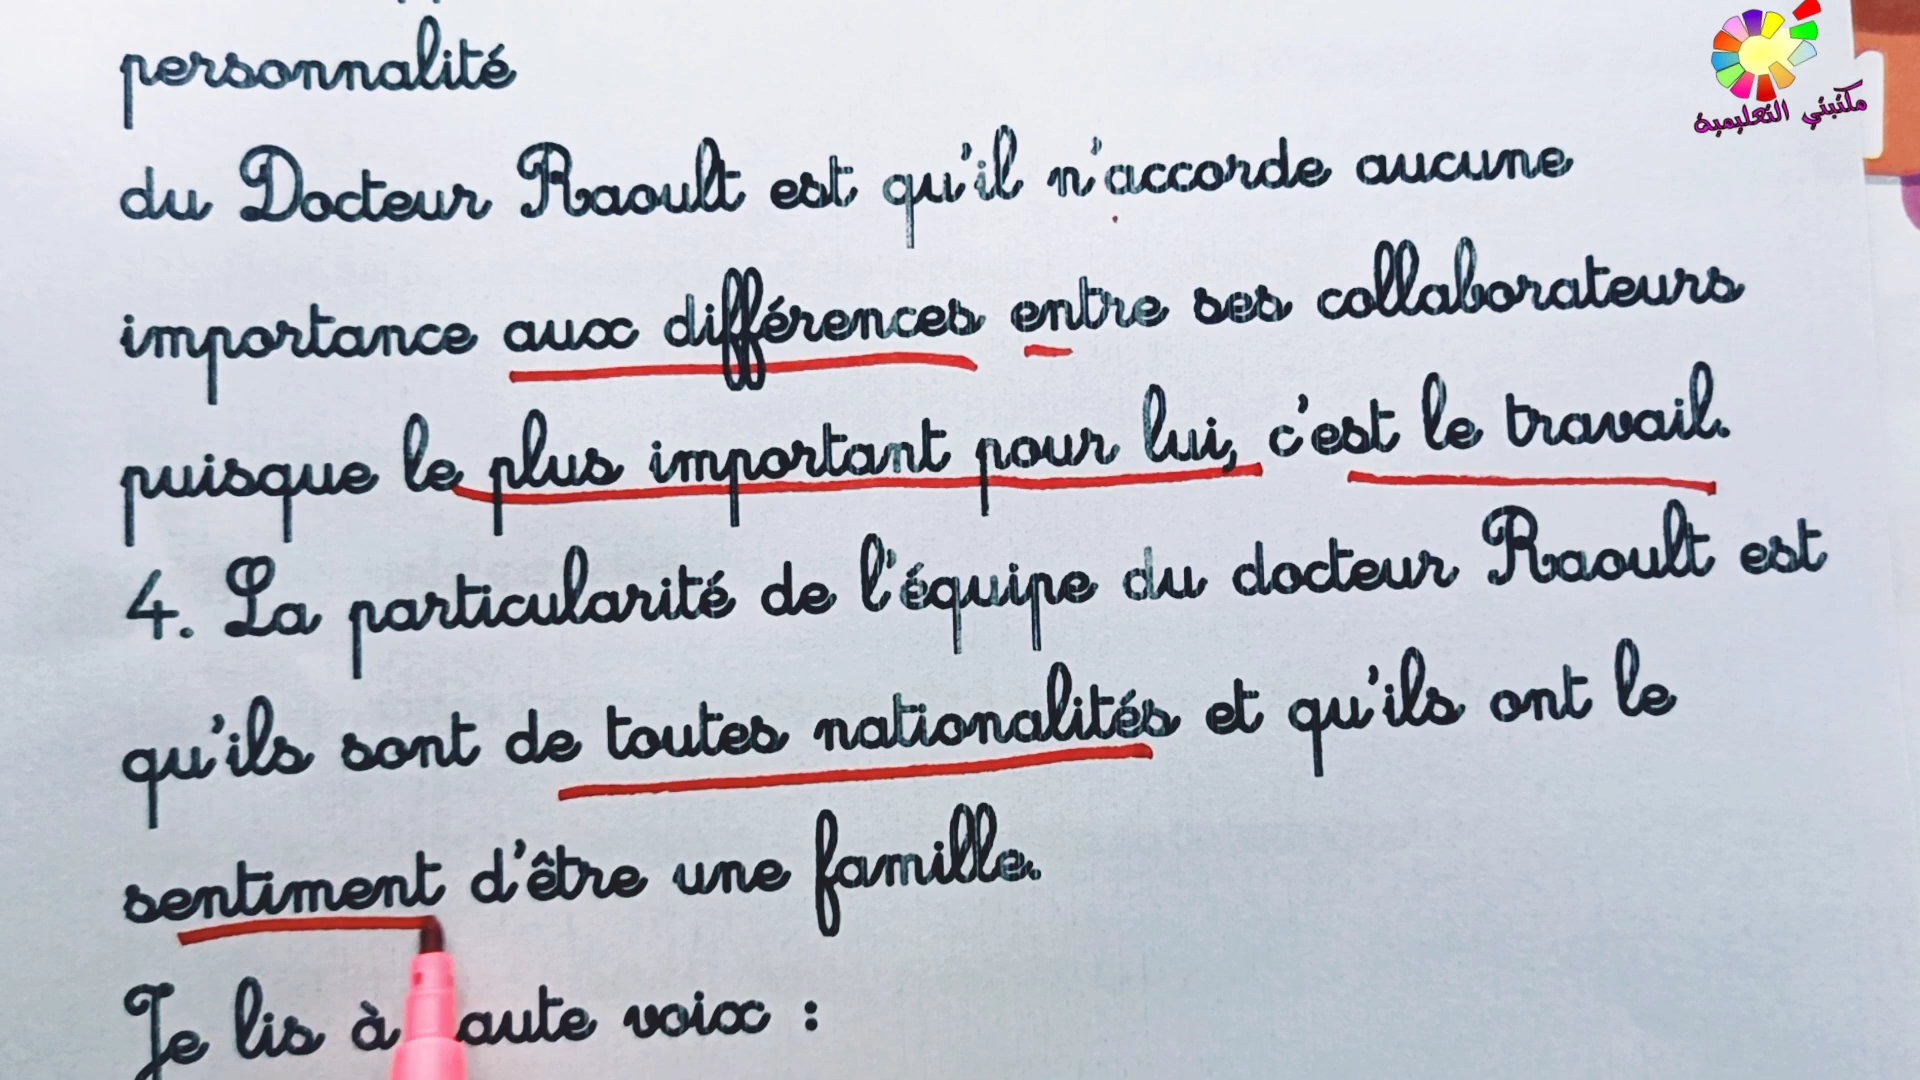 personnalité
du Docteur Raoult est qu'il n'accorde aucune
importance aux différences entre ses collaborateurs
puisque le plus important pour lui, c'est le travail.
4. La particularité de l'équipe du docteur Raoult est
qu'ils sont de toutes nationalités et qu'ils ont le
sentiment d'être une famille.
Je lis à aute voix :
مكتبتي التعليمية